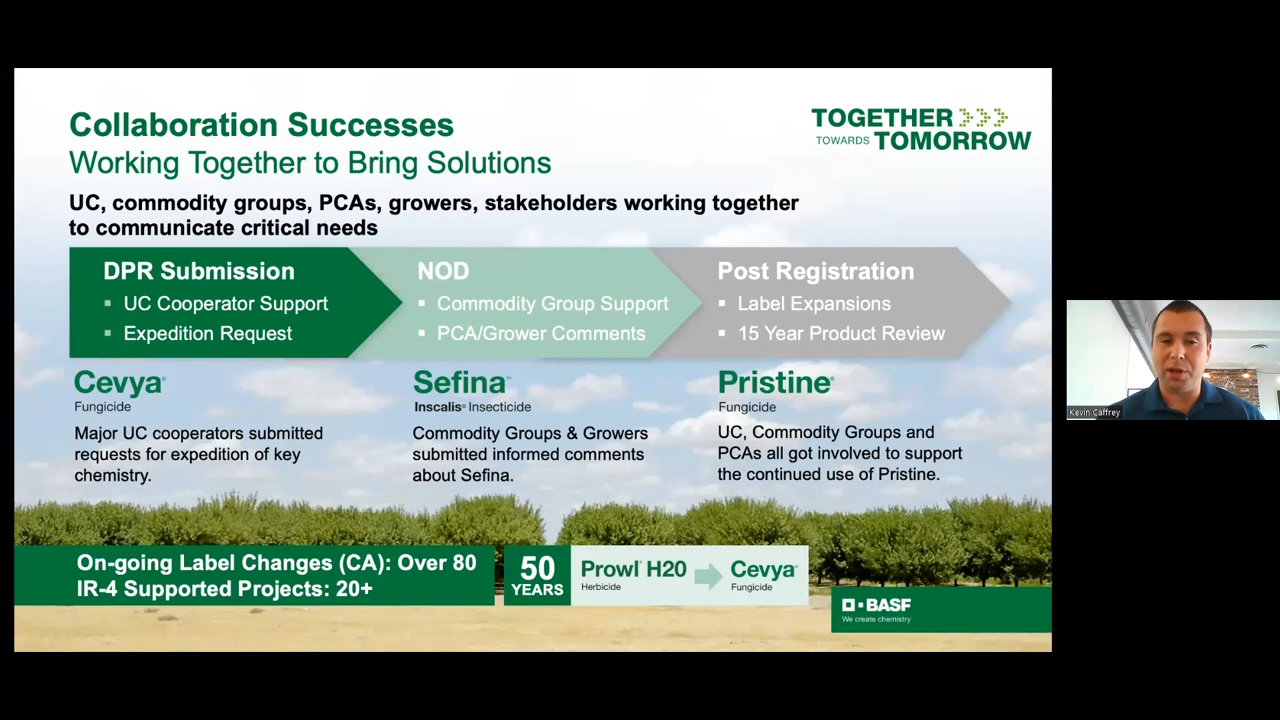 Collaboration Successes
Working Together to Bring Solutions
TOGETHER
TOWARDS TOMORROW
UC, commodity groups, PCAs, growers, stakeholders working together
to communicate critical needs
DPR Submission
▪ UC Cooperator Support
▪ Expedition Request
NOD
▪ Commodity Group Support
▪ PCA/Grower Comments
Post Registration
▪ Label Expansions
▪ 15 Year Product Review
Cevya®
Fungicide
Major UC cooperators submitted
requests for expedition of key
chemistry.
Sefina™
Inscalis® Insecticide
Commodity Groups & Growers
submitted informed comments
about Sefina.
Pristine®
Fungicide
UC, Commodity Groups and
PCAs all got involved to support
the continued use of Pristine.
On-going Label Changes (CA): Over 80
IR-4 Supported Projects: 20+
50
YEARS
Prowl® H20
Herbicide
Cevya®
Fungicide
BASF
We create chemistry
Kevin Caffrey